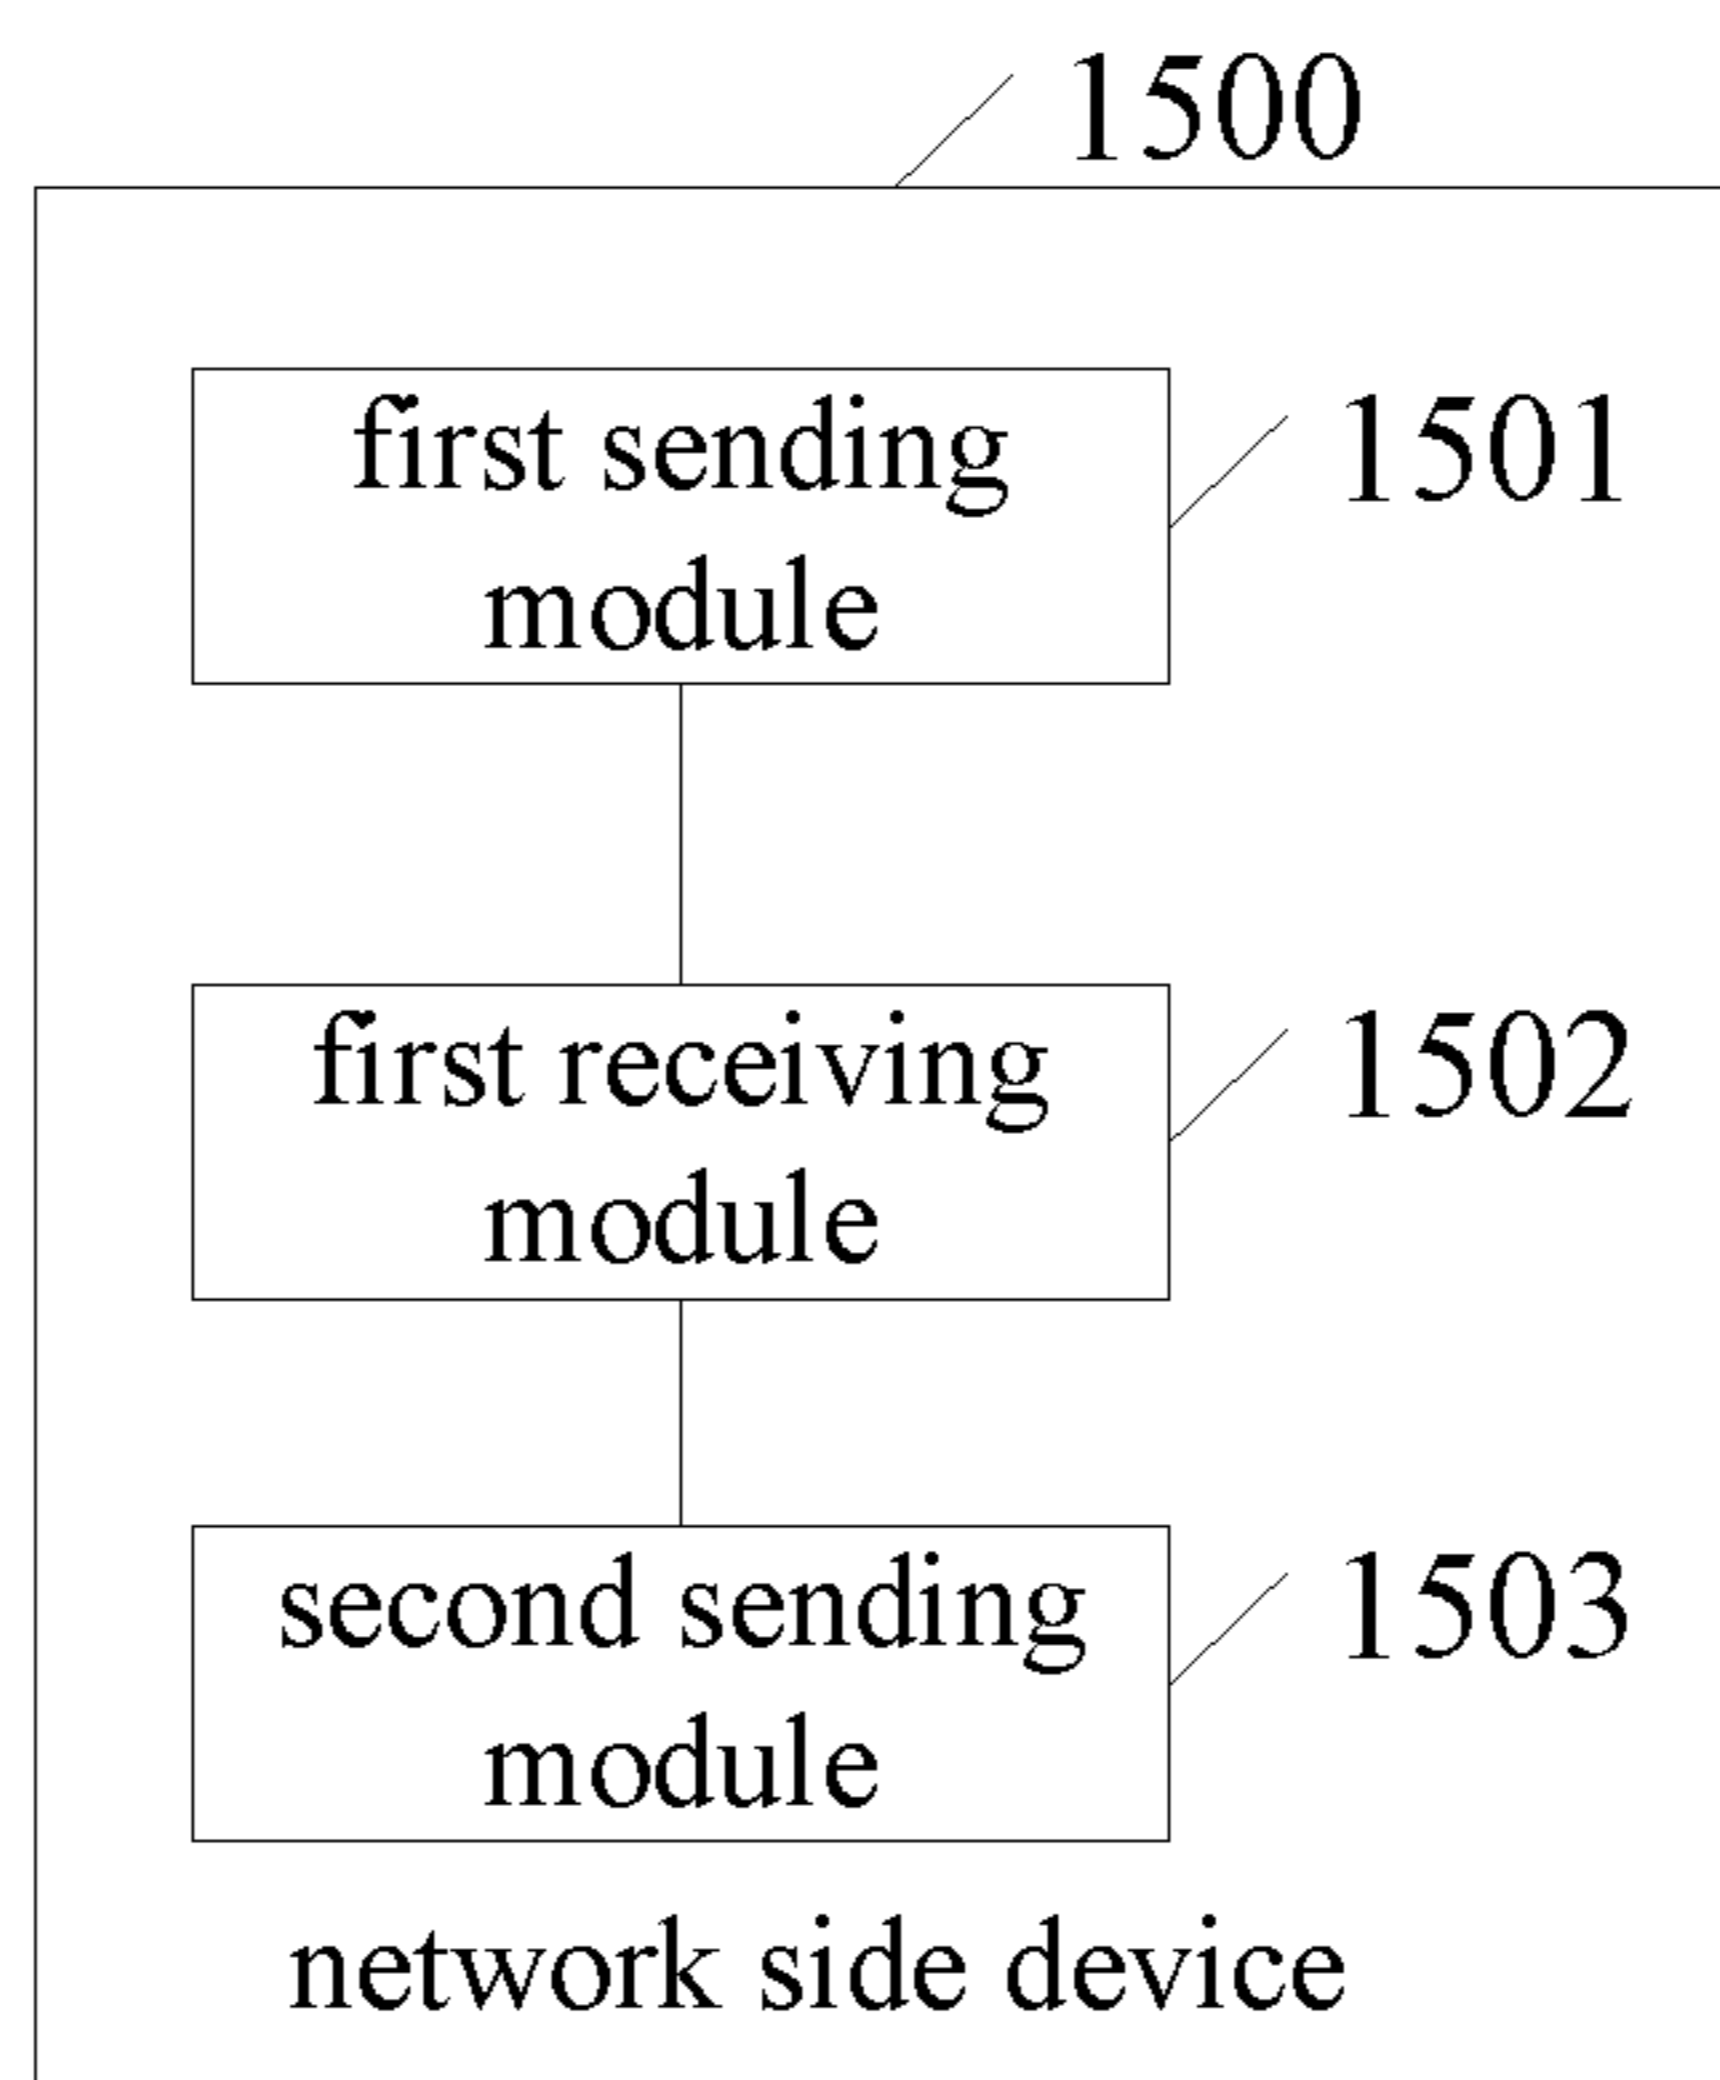 1500
first sending
module
1501
first receiving
module
1502
second sending
module
1503
network side device